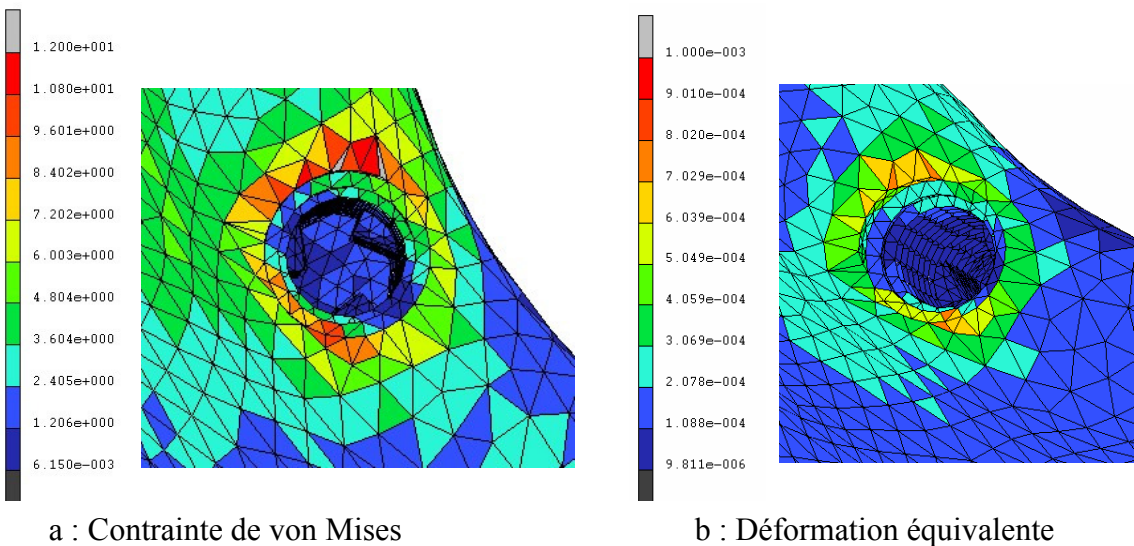 1.200e+001
1.080e+001
9.601e+000
8.402e+000
7.202e+000
6.003e+000
4.804e+000
3.604e+000
2.405e+000
1.206e+000
6.150e-003
a : Contrainte de von Mises
1.000e-003
9.010e-004
8.020e-004
7.029e-004
6.039e-004
5.049e-004
4.059e-004
3.069e-004
2.078e-004
1.088e-004
9.811e-006
b : Déformation équivalente